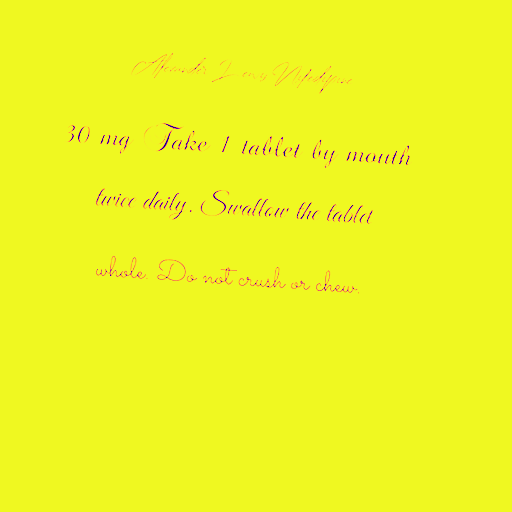 Alexander Lewis Nifedipine
30 mg Take 1 tablet by mouth
twice daily. Swallow the tablet
whole. Do not crush or chew.